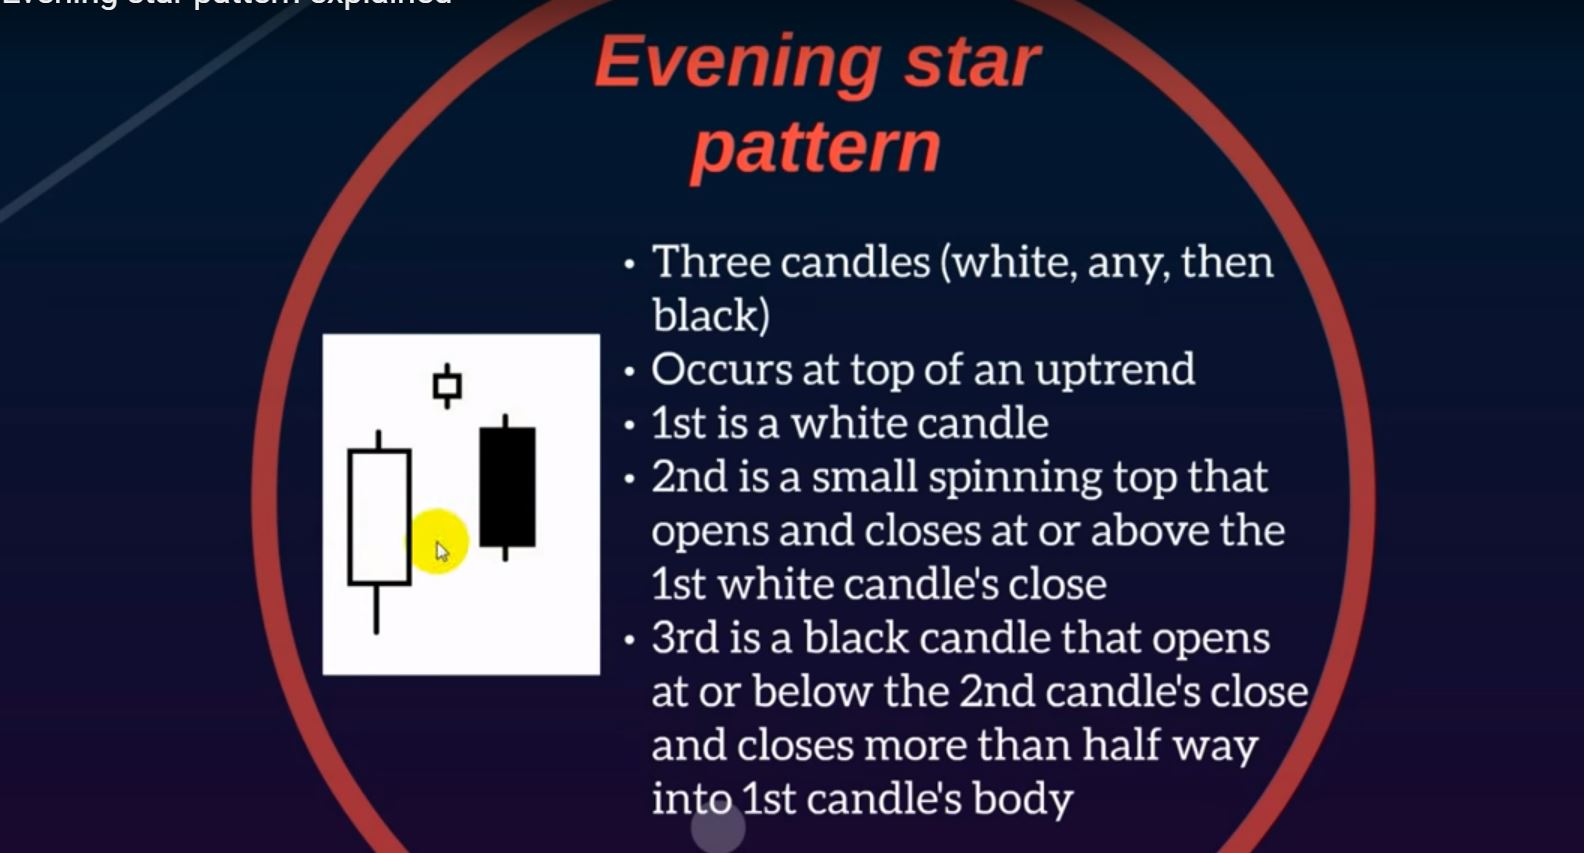 Evening star pattern explained
Evening star
pattern
• Three candles (white, any, then
black)
• Occurs at top of an uptrend
• 1st is a white candle
• 2nd is a small spinning top that
opens and closes at or above the
1st white candle's close
• 3rd is a black candle that opens
at or below the 2nd candle's close
and closes more than half way
into 1st candle's body